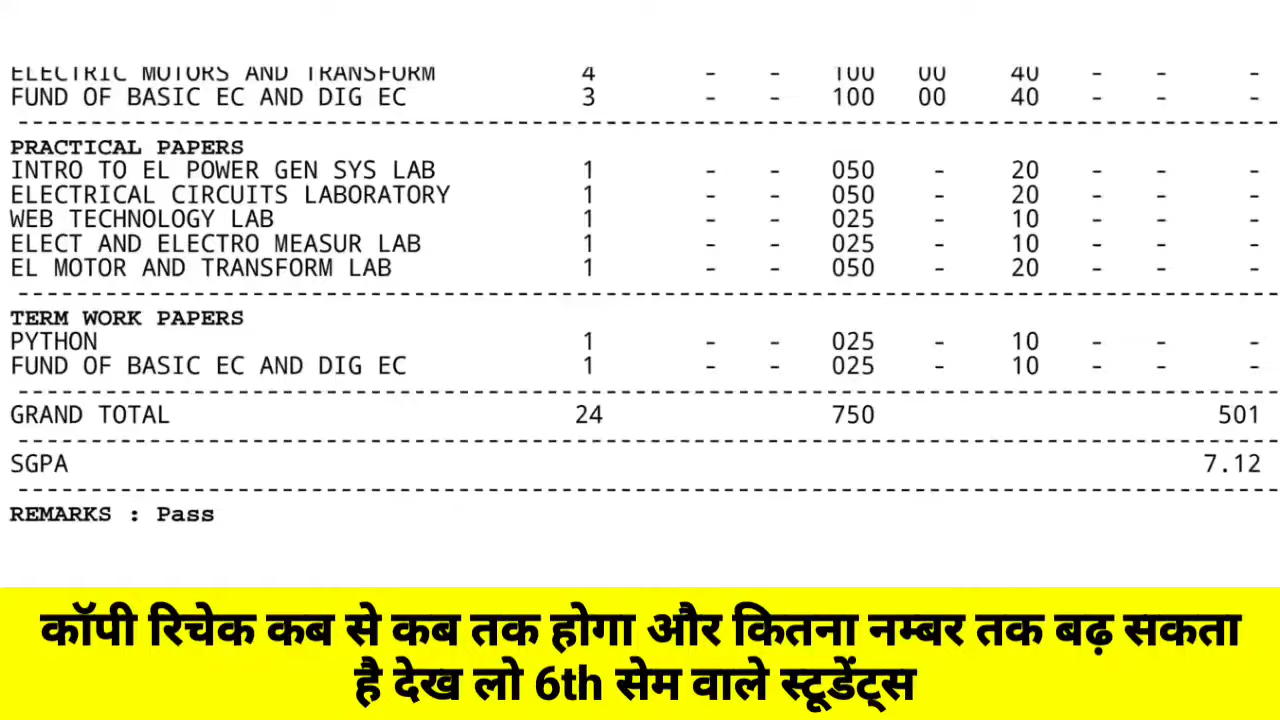 ELECTRIC MOTORS AND TRANSFORM 4 - - 100 00 40 - - -
FUND OF BASIC EC AND DIG EC 3 - - 100 00 40 - - -
PRACTICAL PAPERS
INTRO TO EL POWER GEN SYS LAB 1 - - 050 - 20 - - -
ELECTRICAL CIRCUITS LABORATORY 1 - - 050 - 20 - - -
WEB TECHNOLOGY LAB 1 - - 025 - 10 - - -
ELECT AND ELECTRO MEASUR LAB 1 - - 025 - 10 - - -
EL MOTOR AND TRANSFORM LAB 1 - - 050 - 20 - - -
TERM WORK PAPERS
PYTHON 1 - - 025 - 10 - - -
FUND OF BASIC EC AND DIG EC 1 - - 025 - 10 - - -
GRAND TOTAL 24 750 501
SGPA 7.12
REMARKS : Pass
कॉपी रिचेक कब से कब तक होगा और कितना नम्बर तक बढ़ सकता
है देख लो 6th सेम वाले स्टूडेंट्स